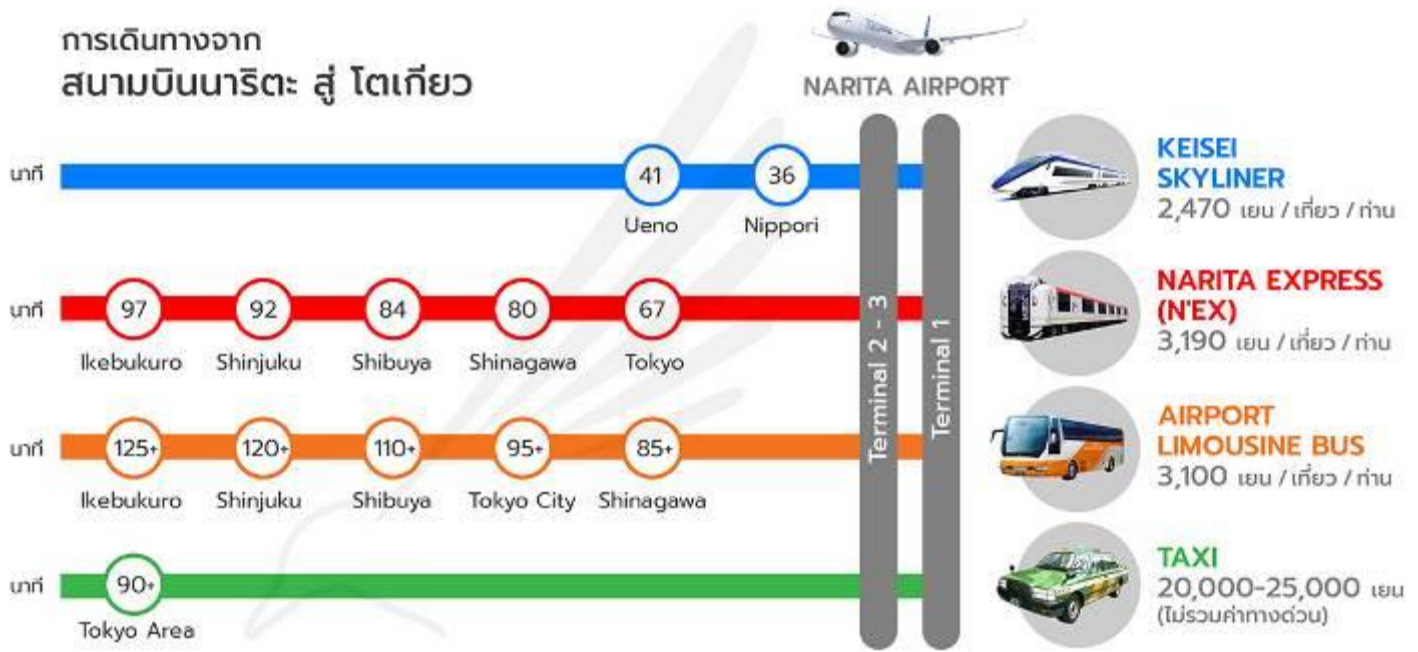 การเดินทางจาก
สนามบินนาริตะ สู่ โตเกียว
NARITA AIRPORT
Terminal 2 - 3
Terminal 1
นาที
41
36
Ueno
Nippori
KEISEI
SKYLINER
2,470 เยน / เที่ยว / ท่าน
นาที
97
92
84
80
67
Ikebukuro
Shinjuku
Shibuya
Shinagawa
Tokyo
NARITA EXPRESS
(N'EX)
3,190 เยน / เที่ยว / ท่าน
นาที
125+
120+
110+
95+
85+
Ikebukuro
Shinjuku
Shibuya
Tokyo City
Shinagawa
AIRPORT
LIMOUSINE BUS
3,100 เยน / เที่ยว / ท่าน
นาที
90+
Tokyo Area
TAXI
20,000-25,000 เยน
(ไม่รวมค่าทางด่วน)